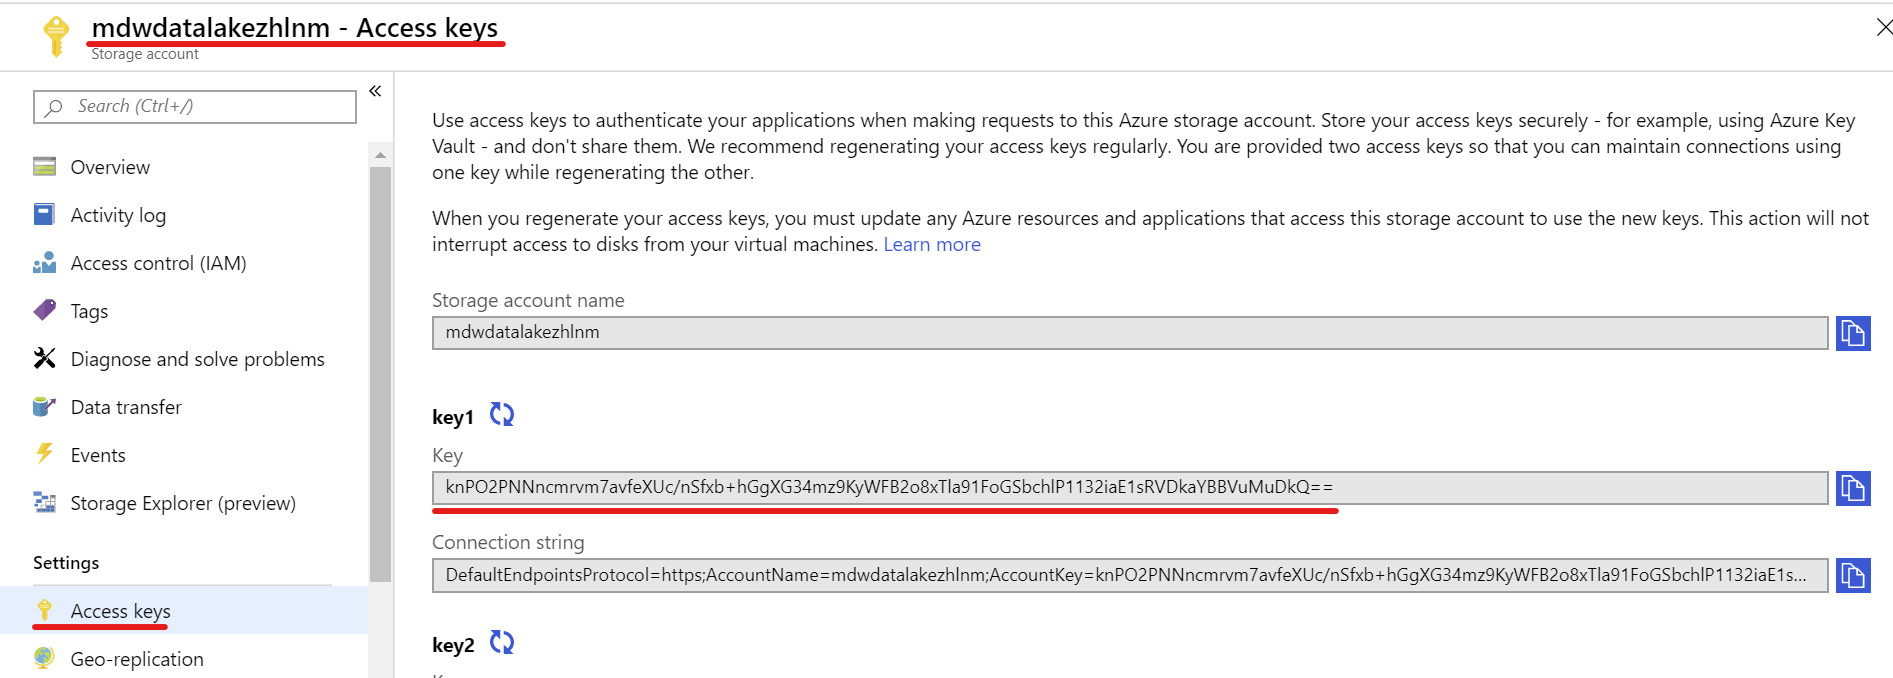 mdwdatalakezhlnm - Access keys
Storage account
Search (Ctrl+/)
Overview
Activity log
Access control (IAM)
Tags
Diagnose and solve problems
Data transfer
Events
Storage Explorer (preview)
Settings
Access keys
Geo-replication
Use access keys to authenticate your applications when making requests to this Azure storage account. Store your access keys securely - for example, using Azure Key
Vault - and don't share them. We recommend regenerating your access keys regularly. You are provided two access keys so that you can maintain connections using
one key while regenerating the other.
When you regenerate your access keys, you must update any Azure resources and applications that access this storage account to use the new keys. This action will not
interrupt access to disks from your virtual machines. Learn more
Storage account name
mdwdatalakezhlnm
key1
Key
knPO2PNNncmrvm7avfeXUc/nSfxb+hGgXG34mz9KyWFB2o8xTla91FoGSbchlP1132iaE1sRVDkaYBBVuMuDkQ==
Connection string
DefaultEndpointsProtocol=https;AccountName=mdwdatalakezhlnm;AccountKey=knPO2PNNncmrvm7avfeXUc/nSfxb+hGgXG34mz9KyWFB2o8xTla91FoGSbchlP1132iaE1s...
key2